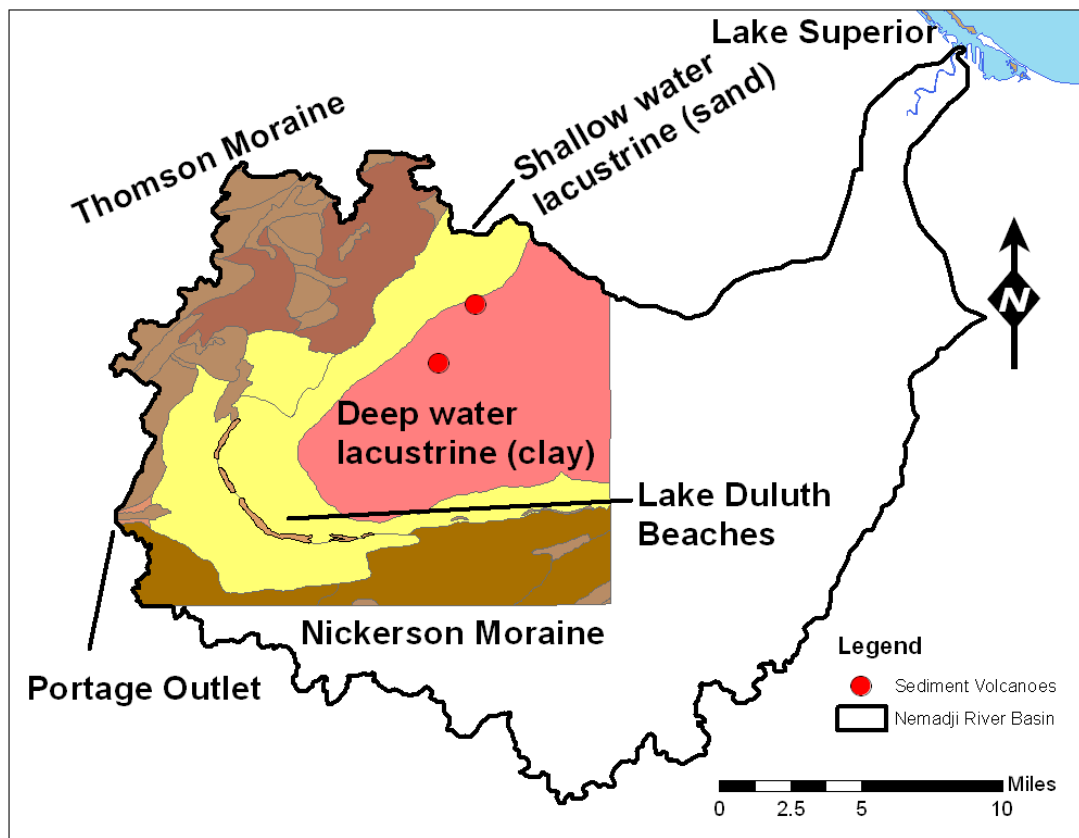 Lake Superior
Shallow water
lacustrine (sand)
Thomson Moraine
N
Deep water
lacustrine (clay)
Lake Duluth
Beaches
Nickerson Moraine
Portage Outlet
Legend
Sediment Volcanoes
Nemadji River Basin
Miles
0 2.5 5 10